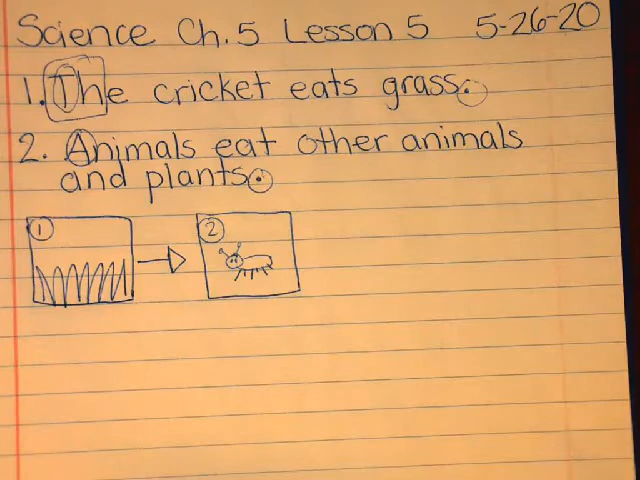 Science Ch. 5 Lesson 5 5-26-20
1. The cricket eats grass.
2. Animals eat other animals
and plants.
1 2